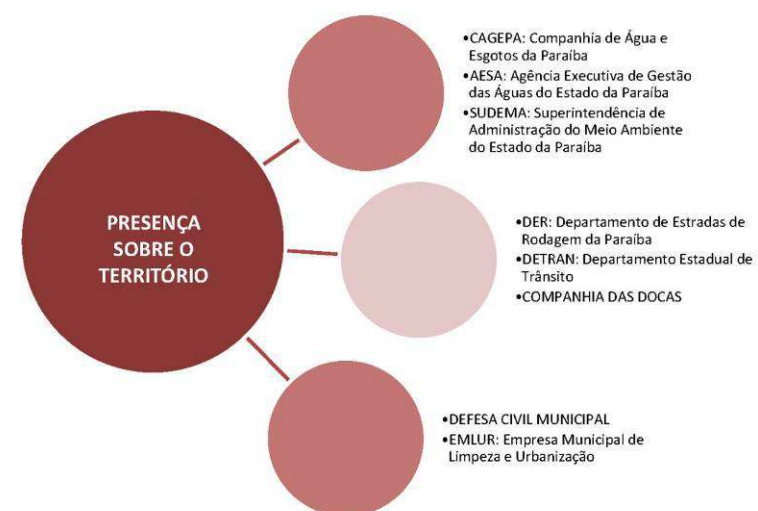 •CAGEPA: Companhia de Água e
Esgotos da Paraíba
•AESA: Agência Executiva de Gestão
das Águas do Estado da Paraíba
•SUDEMA: Superintendência de
Administração do Meio Ambiente
do Estado da Paraíba
PRESENÇA
SOBRE O
TERRITÓRIO
•DER: Departamento de Estradas de
Rodagem da Paraíba
•DETRAN: Departamento Estadual de
Trânsito
•COMPANHIA DAS DOCAS
•DEFESA CIVIL MUNICIPAL
•EMLUR: Empresa Municipal de
Limpeza e Urbanização